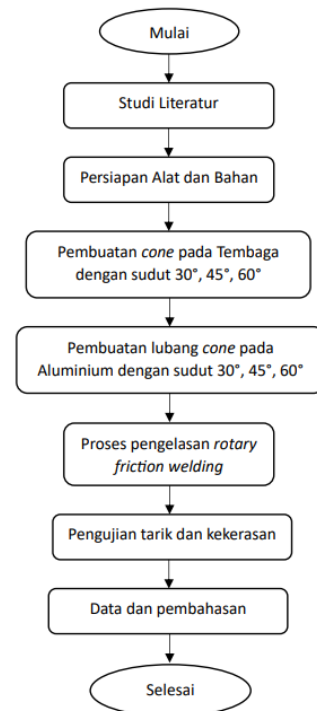 Mulai
Studi Literatur
Persiapan Alat dan Bahan
Pembuatan cone pada Tembaga
dengan sudut 30°, 45°, 60°
Pembuatan lubang cone pada
Aluminium dengan sudut 30°, 45°, 60°
Proses pengelasan rotary
friction welding
Pengujian tarik dan kekerasan
Data dan pembahasan
Selesai